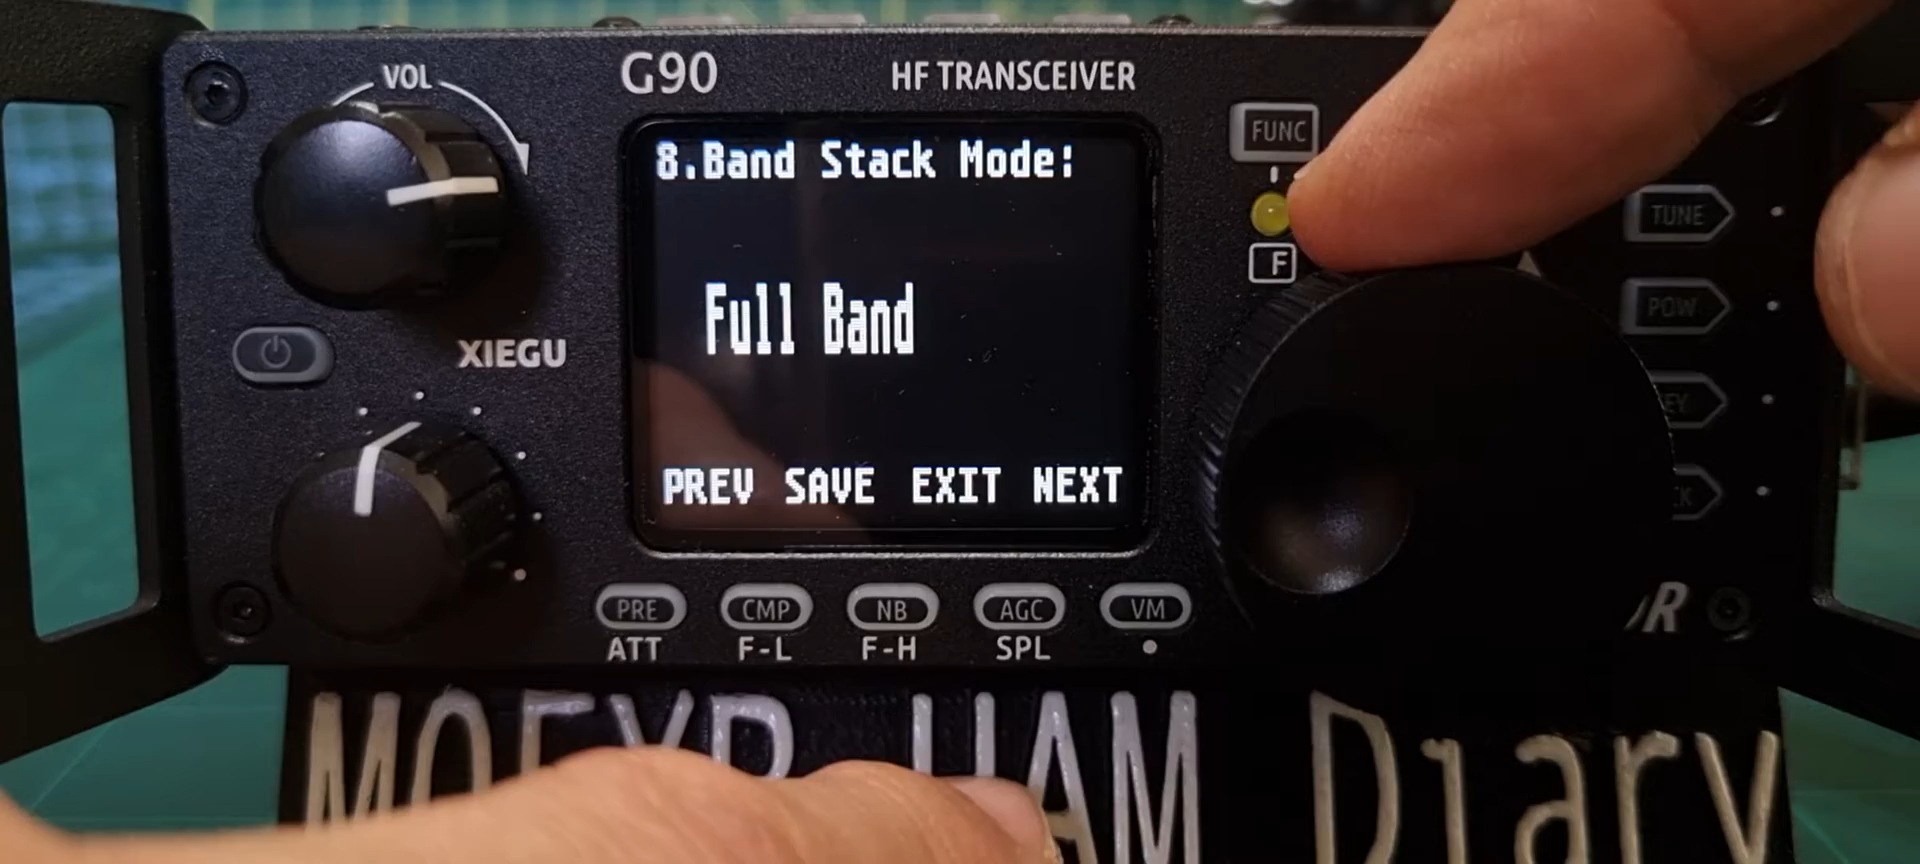 VOL
G90
HF TRANSCEIVER
FUNC
8.Band Stack Mode:
TUNE
F
POW
Full Band
XIEGU
PREV SAVE EXIT NEXT
PRE CMP NB AGC VM
ATT F-L F-H SPL
HAM Diary